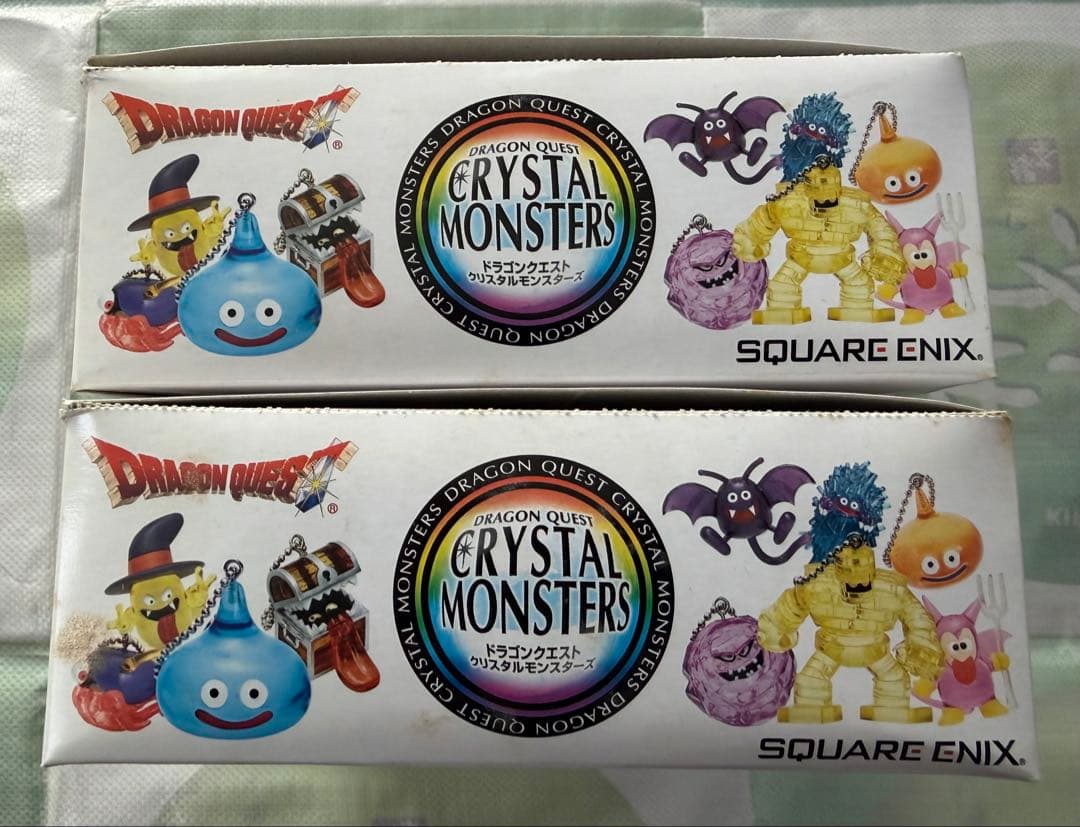 DRAGON QUEST®
DRAGON QUEST CRYSTAL MONSTERS DRAGON QUEST CRYSTAL MONSTERS
DRAGON QUEST
CRYSTAL
MONSTERS
ドラゴンクエスト
クリスタルモンスターズ
SQUARE ENIX®
DRAGON QUEST®
DRAGON QUEST CRYSTAL MONSTERS DRAGON QUEST CRYSTAL MONSTERS
DRAGON QUEST
CRYSTAL
MONSTERS
ドラゴンクエスト
クリスタルモンスターズ
SQUARE ENIX®